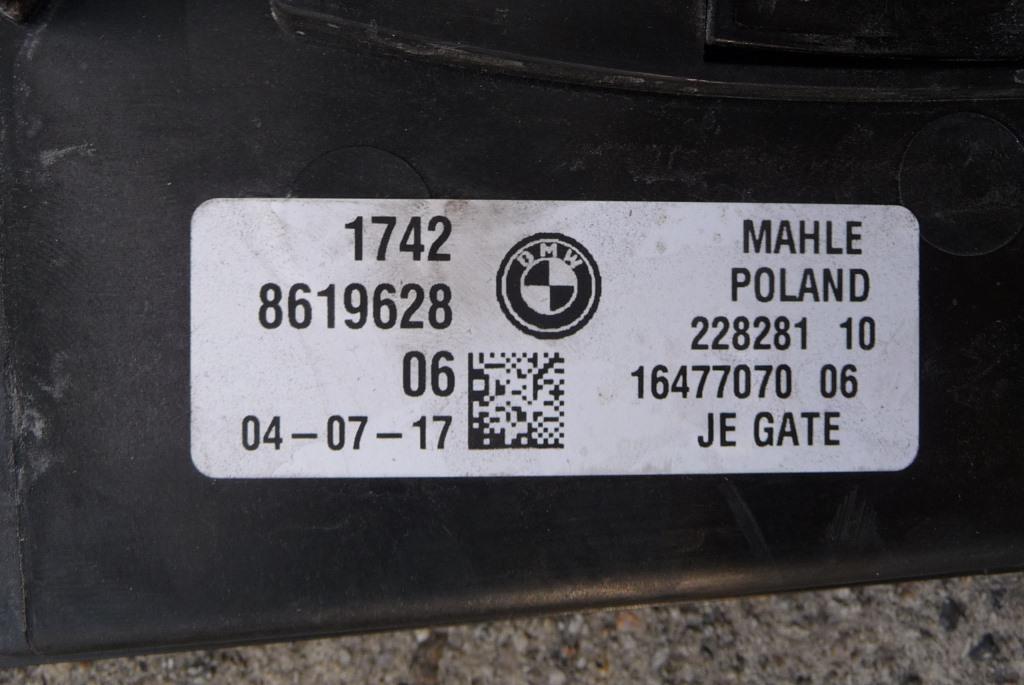 1742
8619628
06
04-07-17
BMW
MAHLE
POLAND
228281 10
16477070 06
JE GATE